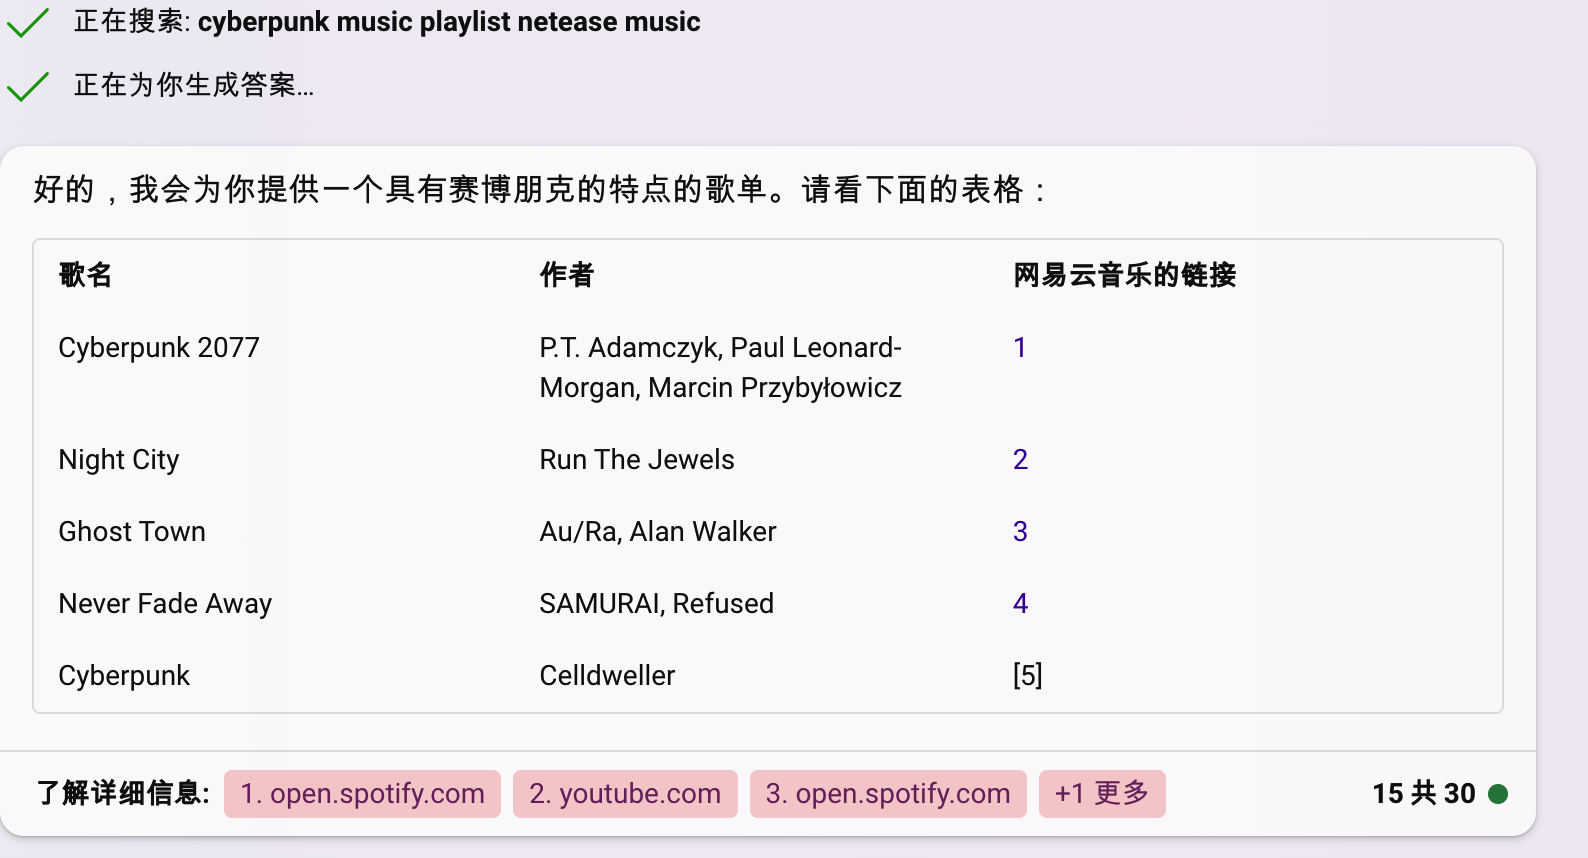 正在搜索: cyberpunk music playlist netease music
正在为你生成答案...
好的，我会为你提供一个具有赛博朋克的特点的歌单。请看下面的表格：
歌名 作者 网易云音乐的链接
Cyberpunk 2077 P.T. Adamczyk, Paul Leonard- 1
Morgan, Marcin Przybyłowicz
Night City Run The Jewels 2
Ghost Town Au/Ra, Alan Walker 3
Never Fade Away SAMURAI, Refused 4
Cyberpunk Celldweller [5]
了解详细信息: 1. open.spotify.com 2. youtube.com 3. open.spotify.com +1 更多 15 共 30